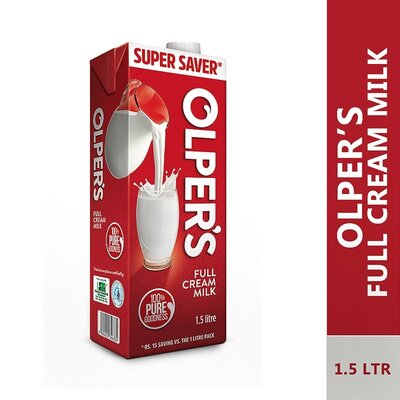 SUPER SAVER*
OLPER'S
FULL
CREAM
MILK
100%
PURE
GOODNESS
1.5 litre
* RS. 15 SAVING VS. THE 1 LITRE PACK
OLPER'S
FULL
CREAM
MILK
100%
PURE
GOODNESS
OLPER'S
FULL CREAM MILK
1.5 LTR